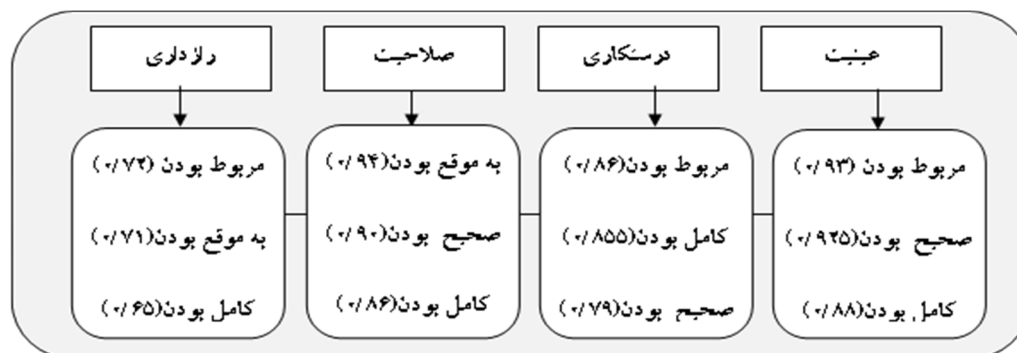 عینیت
درستکاری
صلاحیت
رازداری
مربوط بودن (۰/۹۳)
صحیح بودن(۰/۹۲۵)
کامل بودن(۰/۸۸)
مربوط بودن(۰/۸۶)
کامل بودن(۰/۸۵۵)
صحیح بودن(۰/۷۹)
به موقع بودن(۰/۹۴)
صحیح بودن(۰/۹۰)
کامل بودن(۰/۸۶)
مربوط بودن (۰/۷۲)
به موقع بودن(۰/۷۱)
کامل بودن(۰/۶۵)